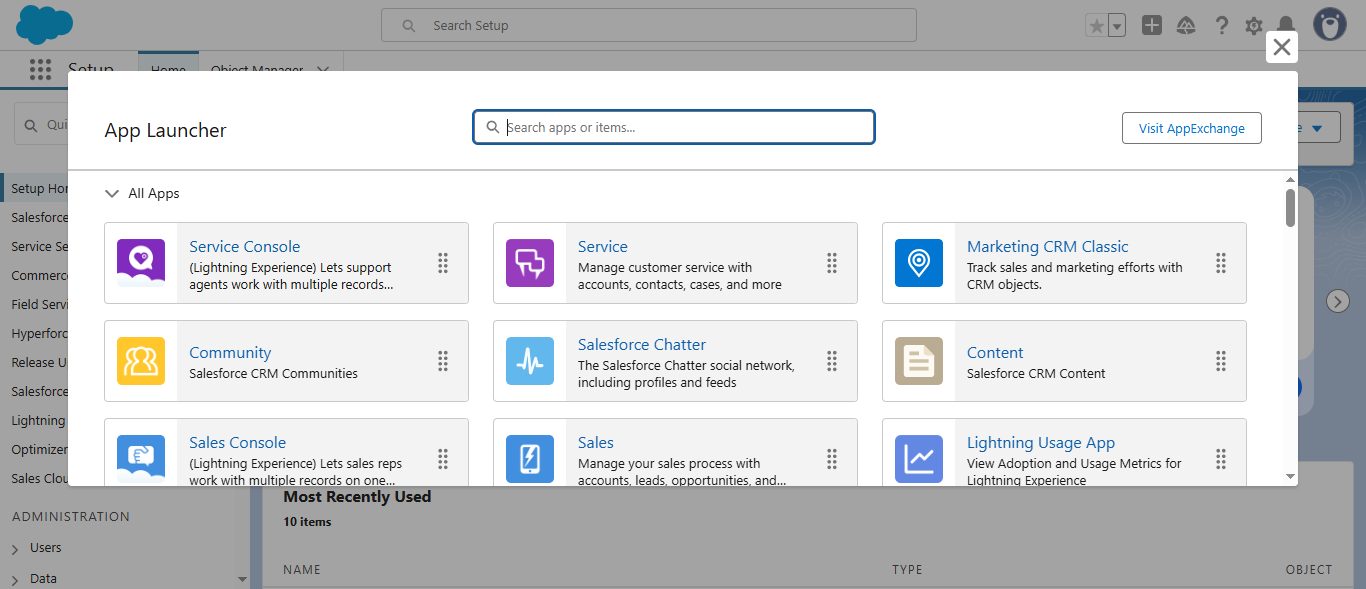 Search Setup
Setup
Home
Object Manager
App Launcher
Search apps or items...
Visit AppExchange
All Apps
Setup Hom
Salesforce
Service Se
Commerc
Field Servi
Hyperforc
Release U
Salesforce
Lightning
Optimizer
Sales Clou
Service Console
(Lightning Experience) Lets support
agents work with multiple records...
Service
Manage customer service with
accounts, contacts, cases, and more
Marketing CRM Classic
Track sales and marketing efforts with
CRM objects.
Community
Salesforce CRM Communities
Salesforce Chatter
The Salesforce Chatter social network,
including profiles and feeds
Content
Salesforce CRM Content
Sales Console
(Lightning Experience) Lets sales reps
work with multiple records on one...
Sales
Manage your sales process with
accounts, leads, opportunities, and...
Lightning Usage App
View Adoption and Usage Metrics for
Lightning Experience
ADMINISTRATION
Users
Data
Most Recently Used
10 items
NAME
TYPE
OBJECT